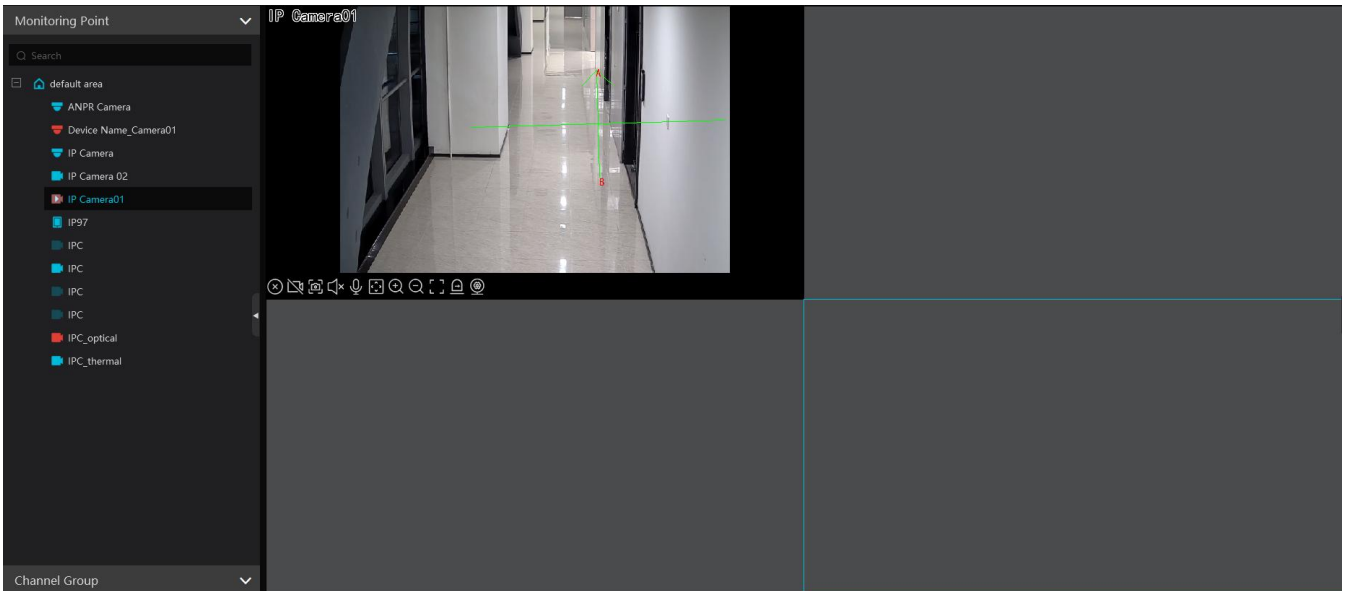 Monitoring Point
Search
default area
ANPR Camera
Device Name_Camera01
IP Camera
IP Camera 02
IP Camera01
IP97
IPC
IPC
IPC
IPC
IPC_optical
IPC_thermal
Channel Group
IP Camera01
A
1
B